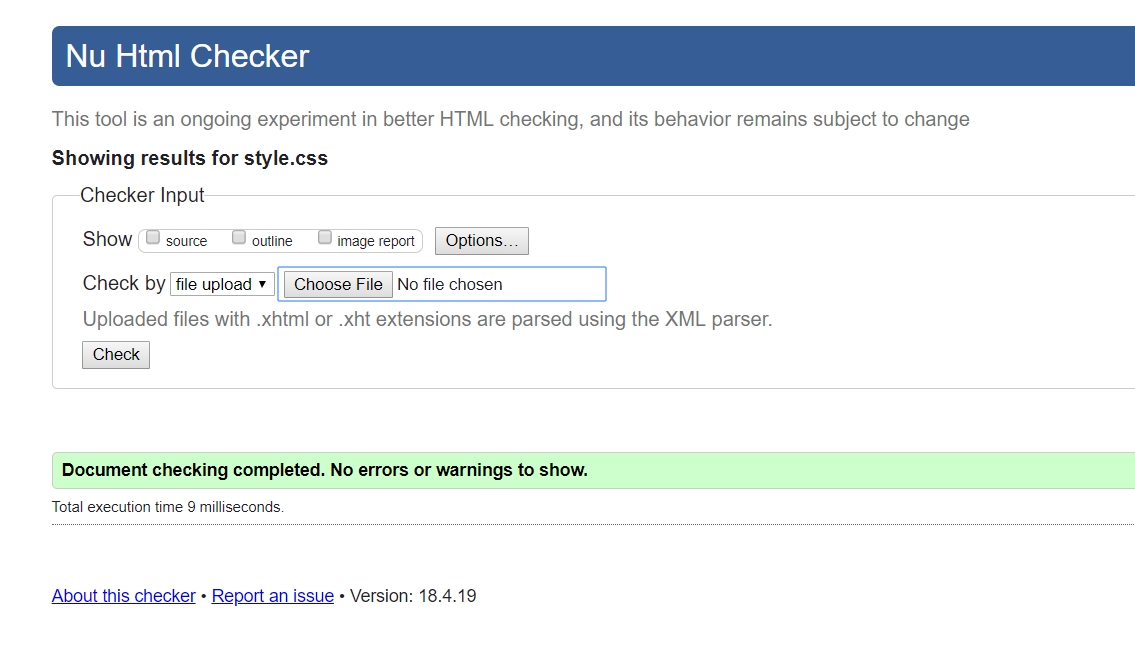 Nu Html Checker
This tool is an ongoing experiment in better HTML checking, and its behavior remains subject to change
Showing results for style.css
Checker Input
Show source outline image report Options…
Check by file upload Choose File No file chosen
Uploaded files with .xhtml or .xht extensions are parsed using the XML parser.
Check
Document checking completed. No errors or warnings to show.
Total execution time 9 milliseconds.
About this checker • Report an issue • Version: 18.4.19